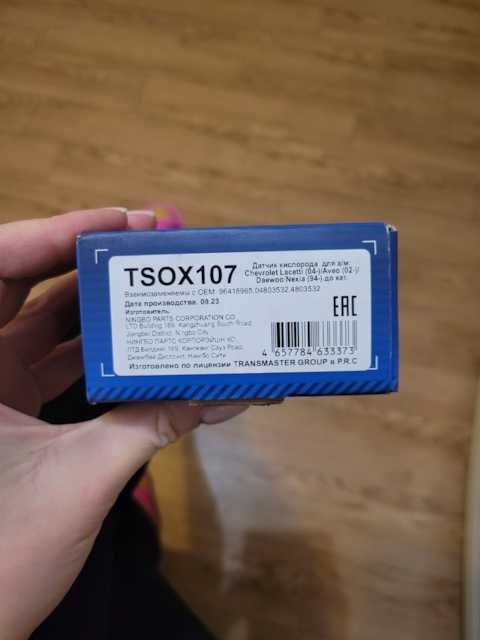 TSOX107
Датчик кислорода для а/м:
Chevrolet Lacetti (04-)/Aveo (02-)/
Daewoo Nexia (94-) до кат.
Взаимозаменяемы с OEM: 96418965,04803532,4803532
Дата производства: 09.23
Изготовитель:
NINGBO PARTS CORPORATION CO.
LTD Building 169, Kangzhuang South Road,
Jiangbei District, Ningbo City
НИНГБО ПАРТС КОРПОРЭЙШН КО.,
ЛТД Билдинг 169, Кангжанг Сауз Роад,
Джангбей Дистрикт, Нингбо Сити
EAC
4 657784 633373
Изготовлено по лицензии TRANSMASTER GROUP в P.R.C.